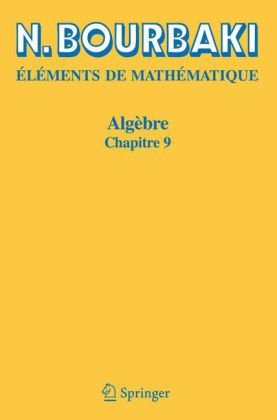 N. BOURBAKI
ÉLÉMENTS DE MATHÉMATIQUE
Algèbre
Chapitre 9
Springer